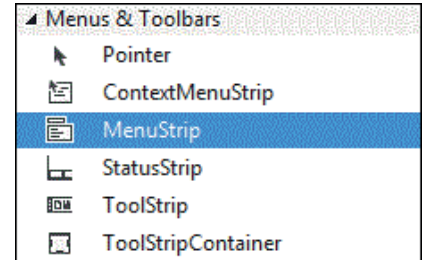 Menus & Toolbars
Pointer
ContextMenuStrip
MenuStrip
StatusStrip
ToolStrip
ToolStripContainer